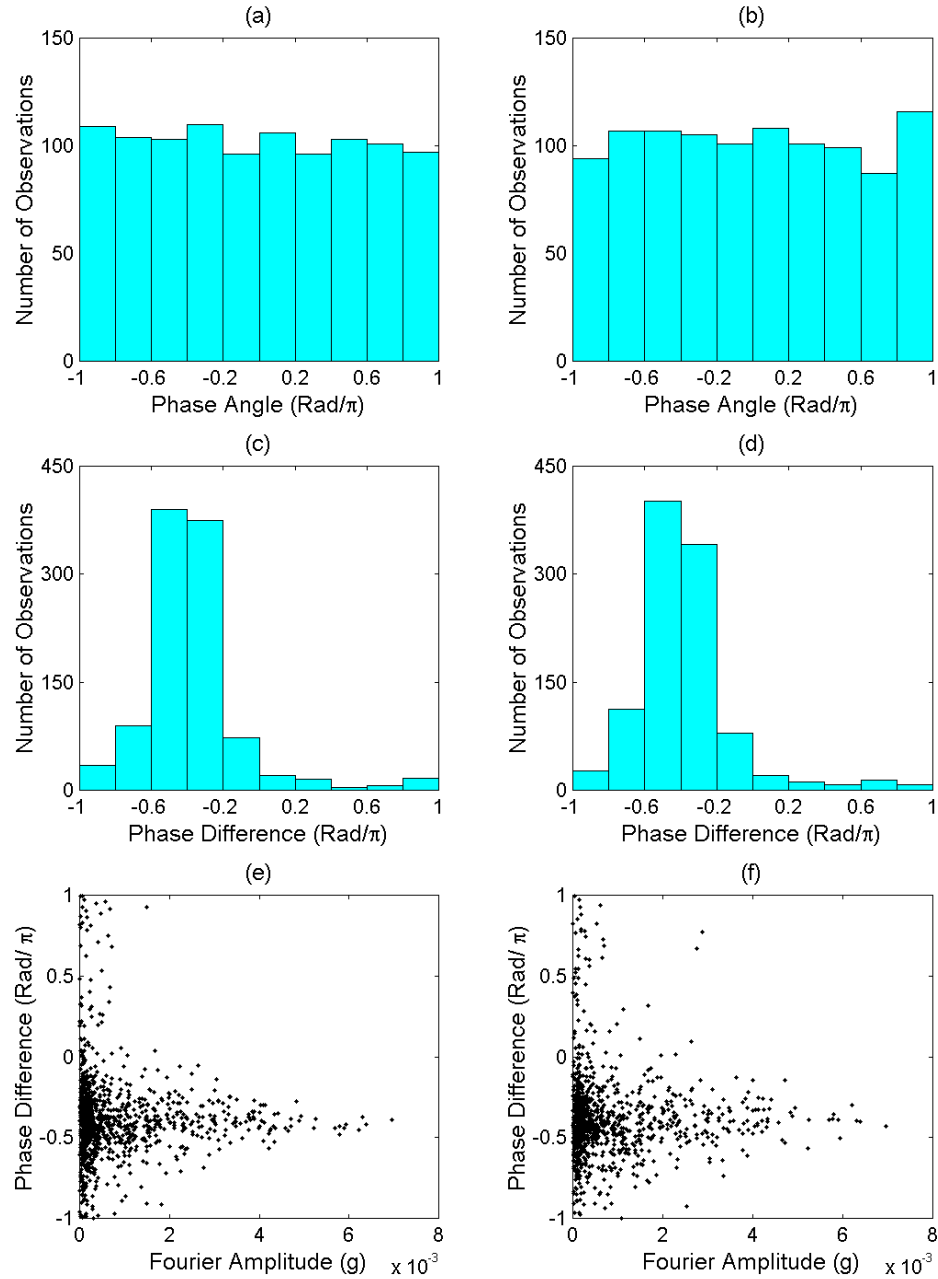 (a)
150
100
50
0
Number of Observations
-1 -0.6 -0.2 0.2 0.6 1
Phase Angle (Rad/π)
(b)
150
100
50
0
Number of Observations
-1 -0.6 -0.2 0.2 0.6 1
Phase Angle (Rad/π)
(c)
450
300
150
0
Number of Observations
-1 -0.6 -0.2 0.2 0.6 1
Phase Difference (Rad/π)
(d)
450
300
150
0
Number of Observations
-1 -0.6 -0.2 0.2 0.6 1
Phase Difference (Rad/π)
(e)
1
0.5
0
-0.5
-1
Phase Difference (Rad/ π)
0 2 4 6 8
Fourier Amplitude (g) x 10⁻³
(f)
1
0.5
0
-0.5
-1
Phase Difference (Rad/ π)
0 2 4 6 8
Fourier Amplitude (g) x 10⁻³